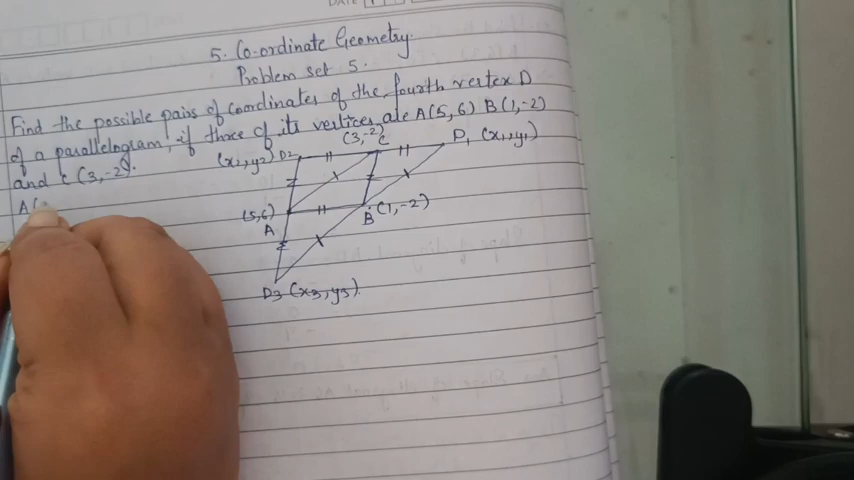 DATE
5. Co-ordinate Geometry.
Problem set 5.
Find the possible pairs of coordinates of the fourth vertex D
of a parallelogram, if three of its vertices are A(5,6) B(1,-2)
and C (3,-2).
(3,-2) C
D1 (x1,y1)
(x2,y2) D2
(5,6)
A
B (1,-2)
D3 (x3,y3).
A(